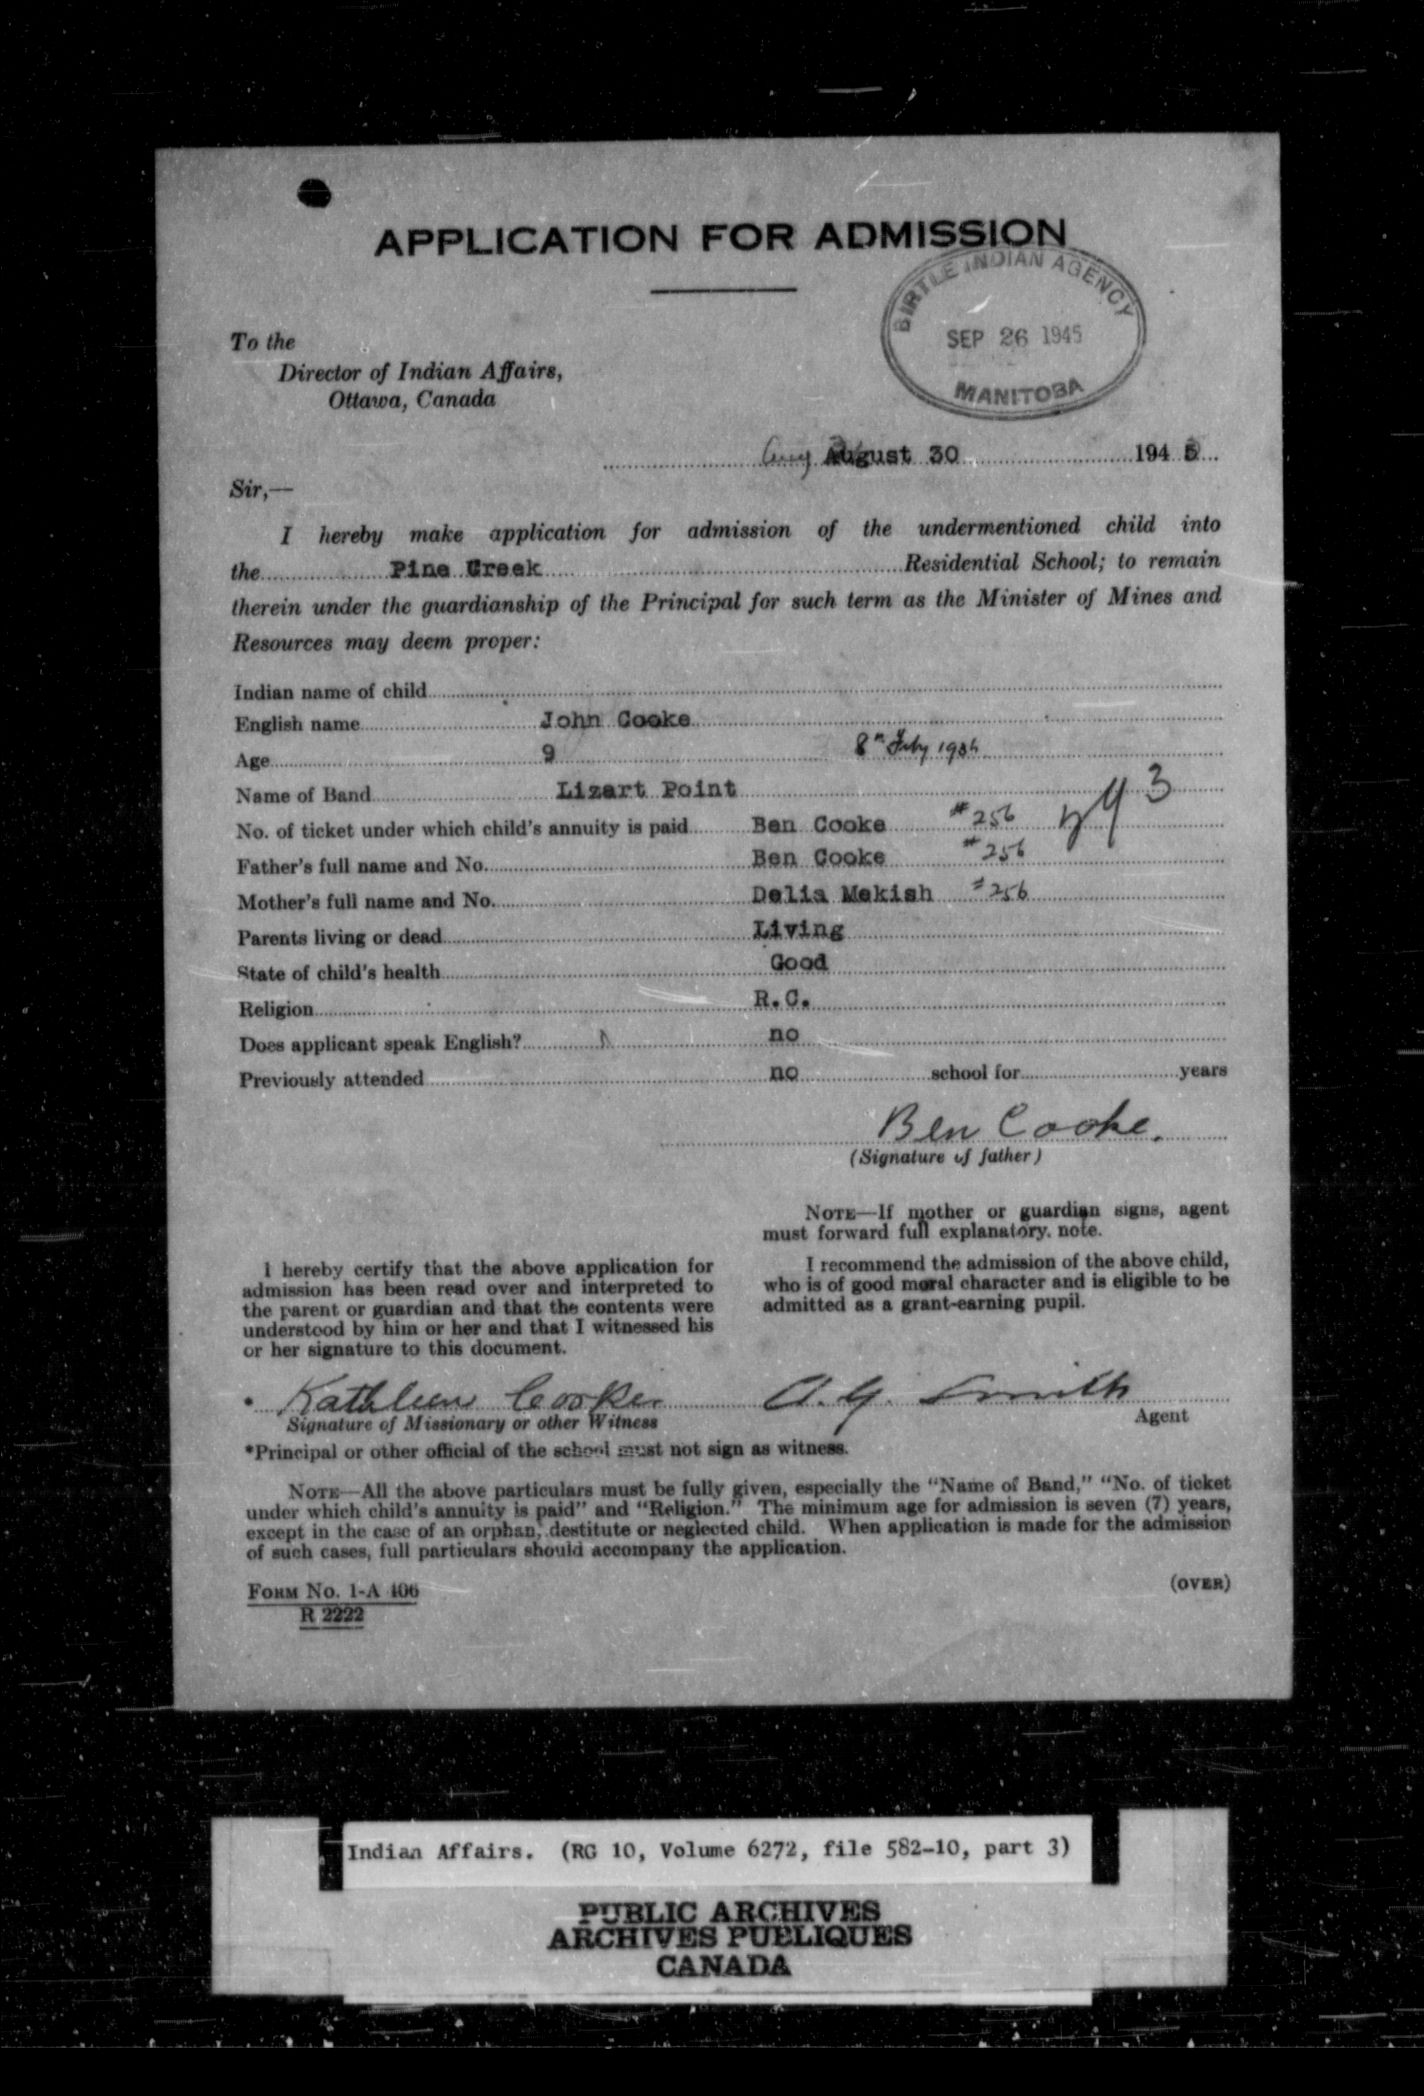 APPLICATION FOR ADMISSION
BIRTLE INDIAN AGENCY
SEP 26 1945
MANITOBA
To the
Director of Indian Affairs,
Ottawa, Canada
Aug August 30 194 5
Sir,—
I hereby make application for admission of the undermentioned child into
the Pine Creek Residential School; to remain
therein under the guardianship of the Principal for such term as the Minister of Mines and
Resources may deem proper:
Indian name of child
English name John Cooke
Age 9 8th July 1936
Name of Band Lizart Point
No. of ticket under which child's annuity is paid Ben Cooke #256
Father's full name and No. Ben Cooke #256
Mother's full name and No. Delia Mekish #256
Parents living or dead Living
State of child's health Good
Religion R.C.
Does applicant speak English? no
Previously attended no school for years
Ben Cooke.
(Signature of father)
NOTE—If mother or guardian signs, agent
must forward full explanatory. note.
I hereby certify that the above application for
admission has been read over and interpreted to
the parent or guardian and that the contents were
understood by him or her and that I witnessed his
or her signature to this document.
I recommend the admission of the above child,
who is of good moral character and is eligible to be
admitted as a grant-earning pupil.
* Kathleen Cooke A. G. Smith
Signature of Missionary or other Witness Agent
*Principal or other official of the school must not sign as witness.
NOTE—All the above particulars must be fully given, especially the "Name of Band," "No. of ticket
under which child's annuity is paid" and "Religion." The minimum age for admission is seven (7) years,
except in the case of an orphan, destitute or neglected child. When application is made for the admission
of such cases, full particulars should accompany the application.
FORM No. 1-A 406
R 2222
(OVER)
Indian Affairs. (RG 10, Volume 6272, file 582-10, part 3)
PUBLIC ARCHIVES
ARCHIVES PUBLIQUES
CANADA